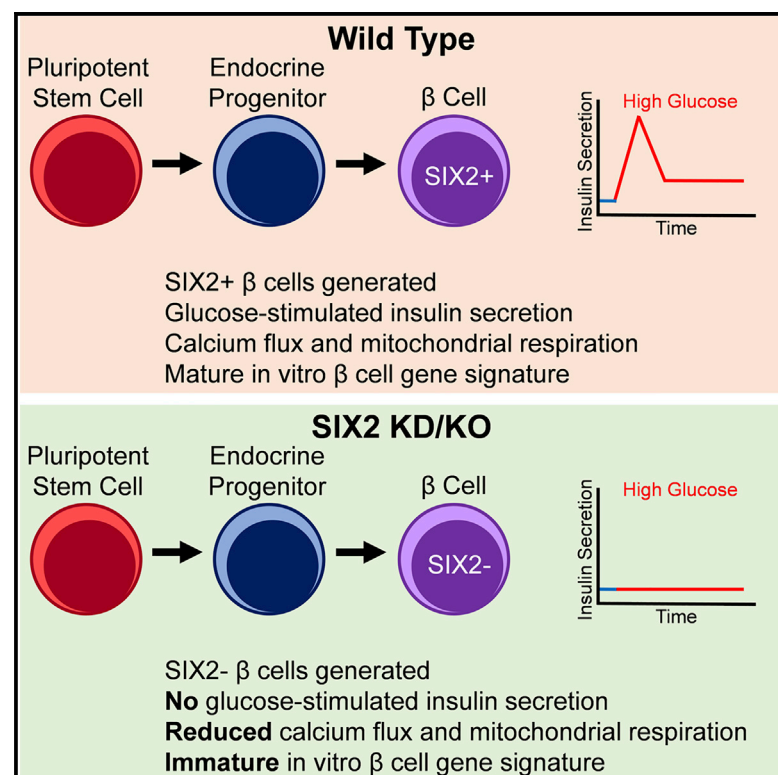 Wild Type
Pluripotent
Stem Cell
Endocrine
Progenitor
β Cell
SIX2+
Insulin Secretion
High Glucose
Time
SIX2+ β cells generated
Glucose-stimulated insulin secretion
Calcium flux and mitochondrial respiration
Mature in vitro β cell gene signature
SIX2 KD/KO
Pluripotent
Stem Cell
Endocrine
Progenitor
β Cell
SIX2-
Insulin Secretion
High Glucose
Time
SIX2- β cells generated
No glucose-stimulated insulin secretion
Reduced calcium flux and mitochondrial respiration
Immature in vitro β cell gene signature